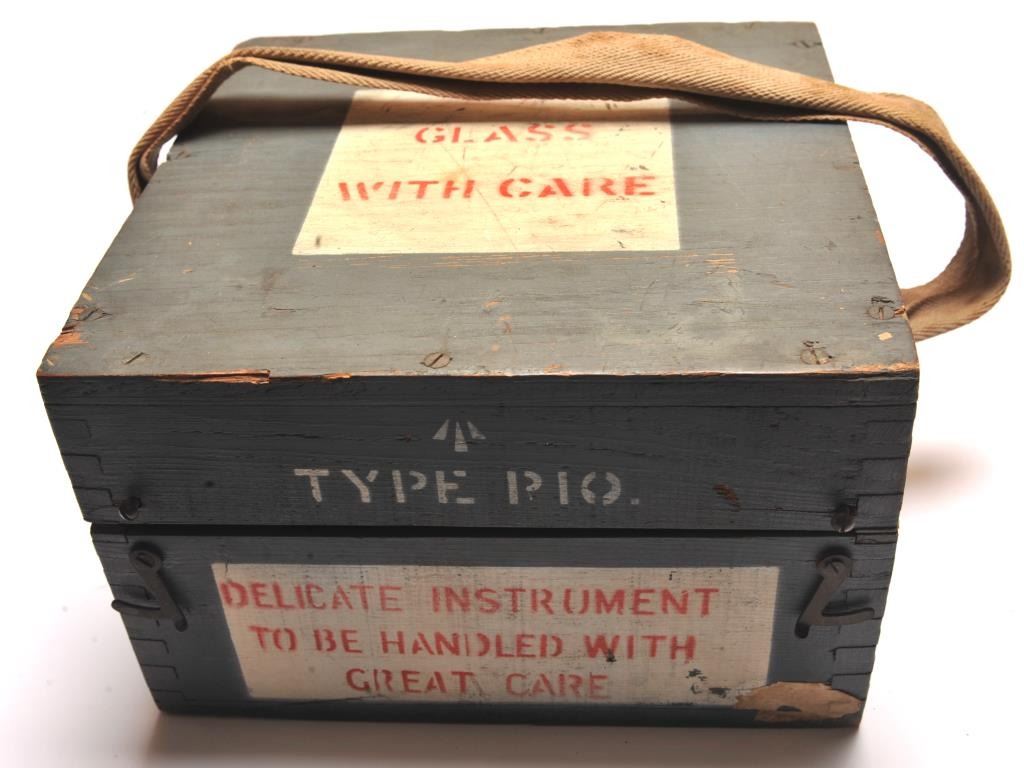 GLASS
WITH CARE
TYPE P10.
DELICATE INSTRUMENT
TO BE HANDLED WITH
GREAT CARE